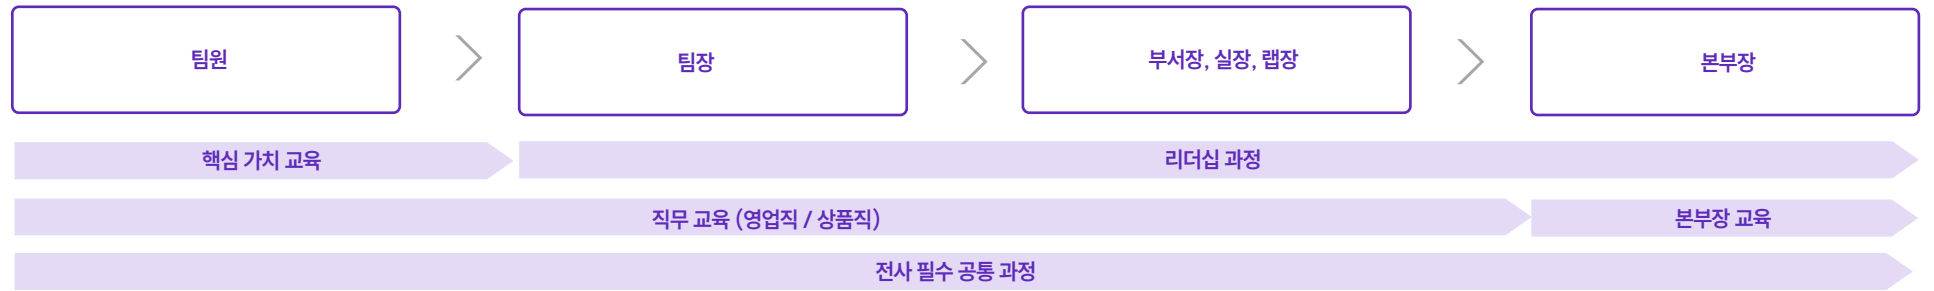 팀원
팀장
부서장, 실장, 랩장
본부장
핵심 가치 교육
리더십 과정
직무 교육 (영업직 / 상품직)
본부장 교육
전사 필수 공통 과정